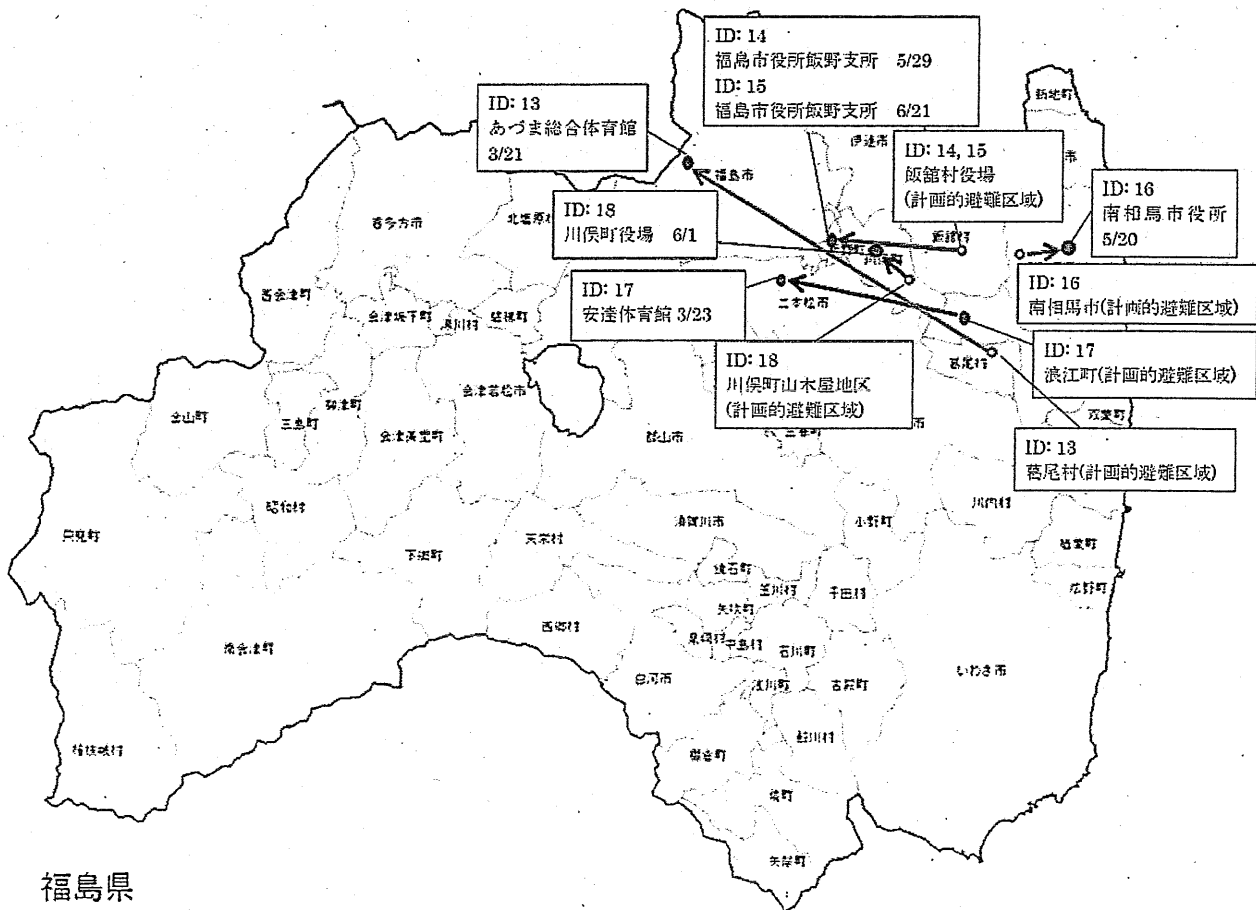 ID: 14
福島市役所飯野支所 5/29
ID: 15
福島市役所飯野支所 6/21
ID: 13
あづま総合体育館
3/21
ID: 14, 15
飯舘村役場
(計画的避難区域)
ID: 16
南相馬市役所
5/20
ID: 18
川俣町役場 6/1
ID: 17
安達体育館 3/23
ID: 16
南相馬市(計画的避難区域)
ID: 17
浪江町(計画的避難区域)
ID: 18
川俣町山木屋地区
(計画的避難区域)
ID: 13
葛尾村(計画的避難区域)
新地町
伊達市
市
福島市
喜多方市
飯舘村
西会津町
会津坂下町
湯川村
磐梯町
二本松市
葛尾村
会津若松市
金山町
三島町
柳津町
会津美里町
郡山市
三春町
市
双葉町
昭和村
川内村
只見町
下郷町
天栄村
須賀川市
小野町
楢葉町
鏡石町
広野町
玉川村
平田村
矢吹町
西郷村
泉崎村
中島村
石川町
南会津町
白河市
浅川町
古殿町
いわき市
鮫川村
檜枝岐村
棚倉町
塙町
矢祭町
福島県